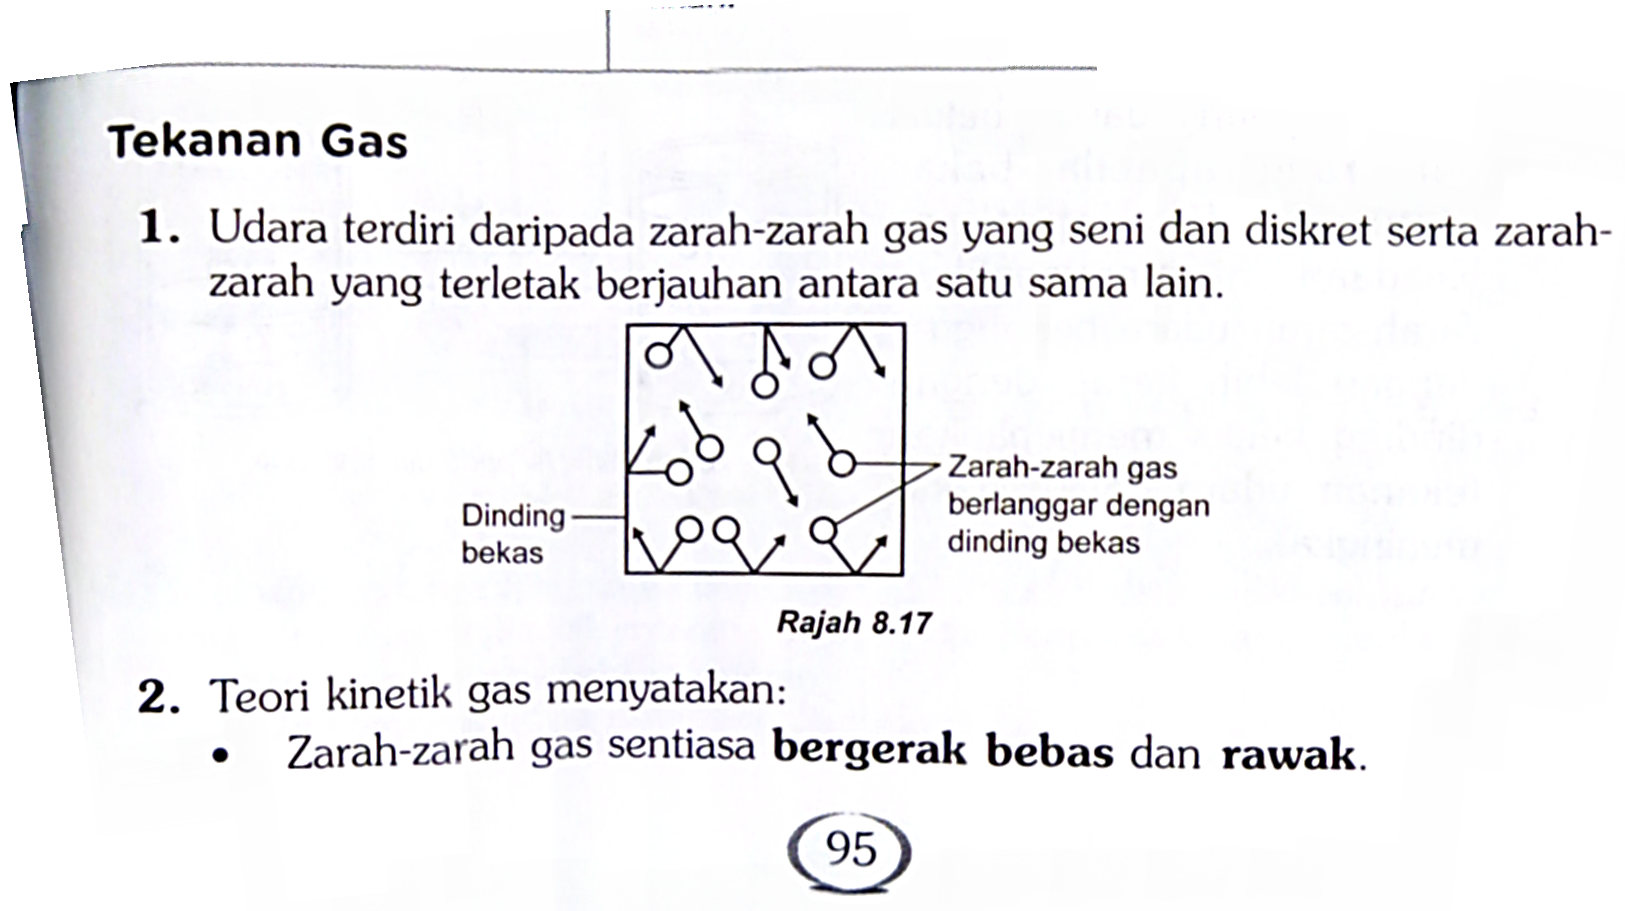 Tekanan Gas
1. Udara terdiri daripada zarah-zarah gas yang seni dan diskret serta zarah-
zarah yang terletak berjauhan antara satu sama lain.
Zarah-zarah gas
berlanggar dengan
dinding bekas
Dinding
bekas
Rajah 8.17
2. Teori kinetik gas menyatakan:
• Zarah-zarah gas sentiasa bergerak bebas dan rawak.
95